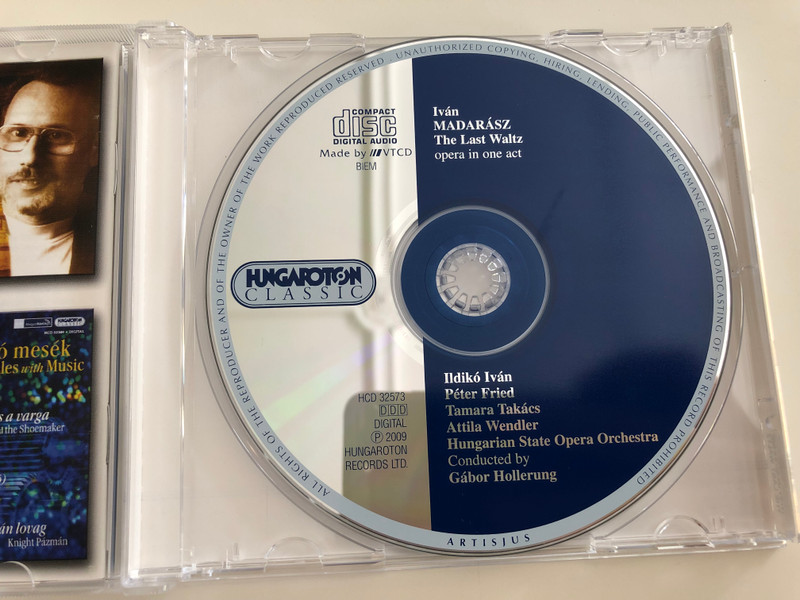 ALL RIGHTS OF THE REPRODUCER AND OF THE OWNER OF THE WORK REPRODUCED RESERVED . UNAUTHORIZED COPYING, HIRING, LENDING, PUBLIC PERFORMANCE AND BROADCASTING OF THIS RECORD PROHIBITED
COMPACT
disc
DIGITAL AUDIO
Made by VTCD
BIEM
Iván
MADARÁSZ
The Last Waltz
opera in one act
HUNGAROTON
CLASSIC
HCD 32573
DDD
DIGITAL
Ⓟ 2009
HUNGAROTON
RECORDS LTD.
Ildikó Iván
Péter Fried
Tamara Takács
Attila Wendler
Hungarian State Opera Orchestra
Conducted by
Gábor Hollerung
ARTISJUS
HUNGAROTON
CLASSIC
DIGITAL
ó mesék
les with Music
s a varga
the Shoemaker
án lovag
Knight Pázmán